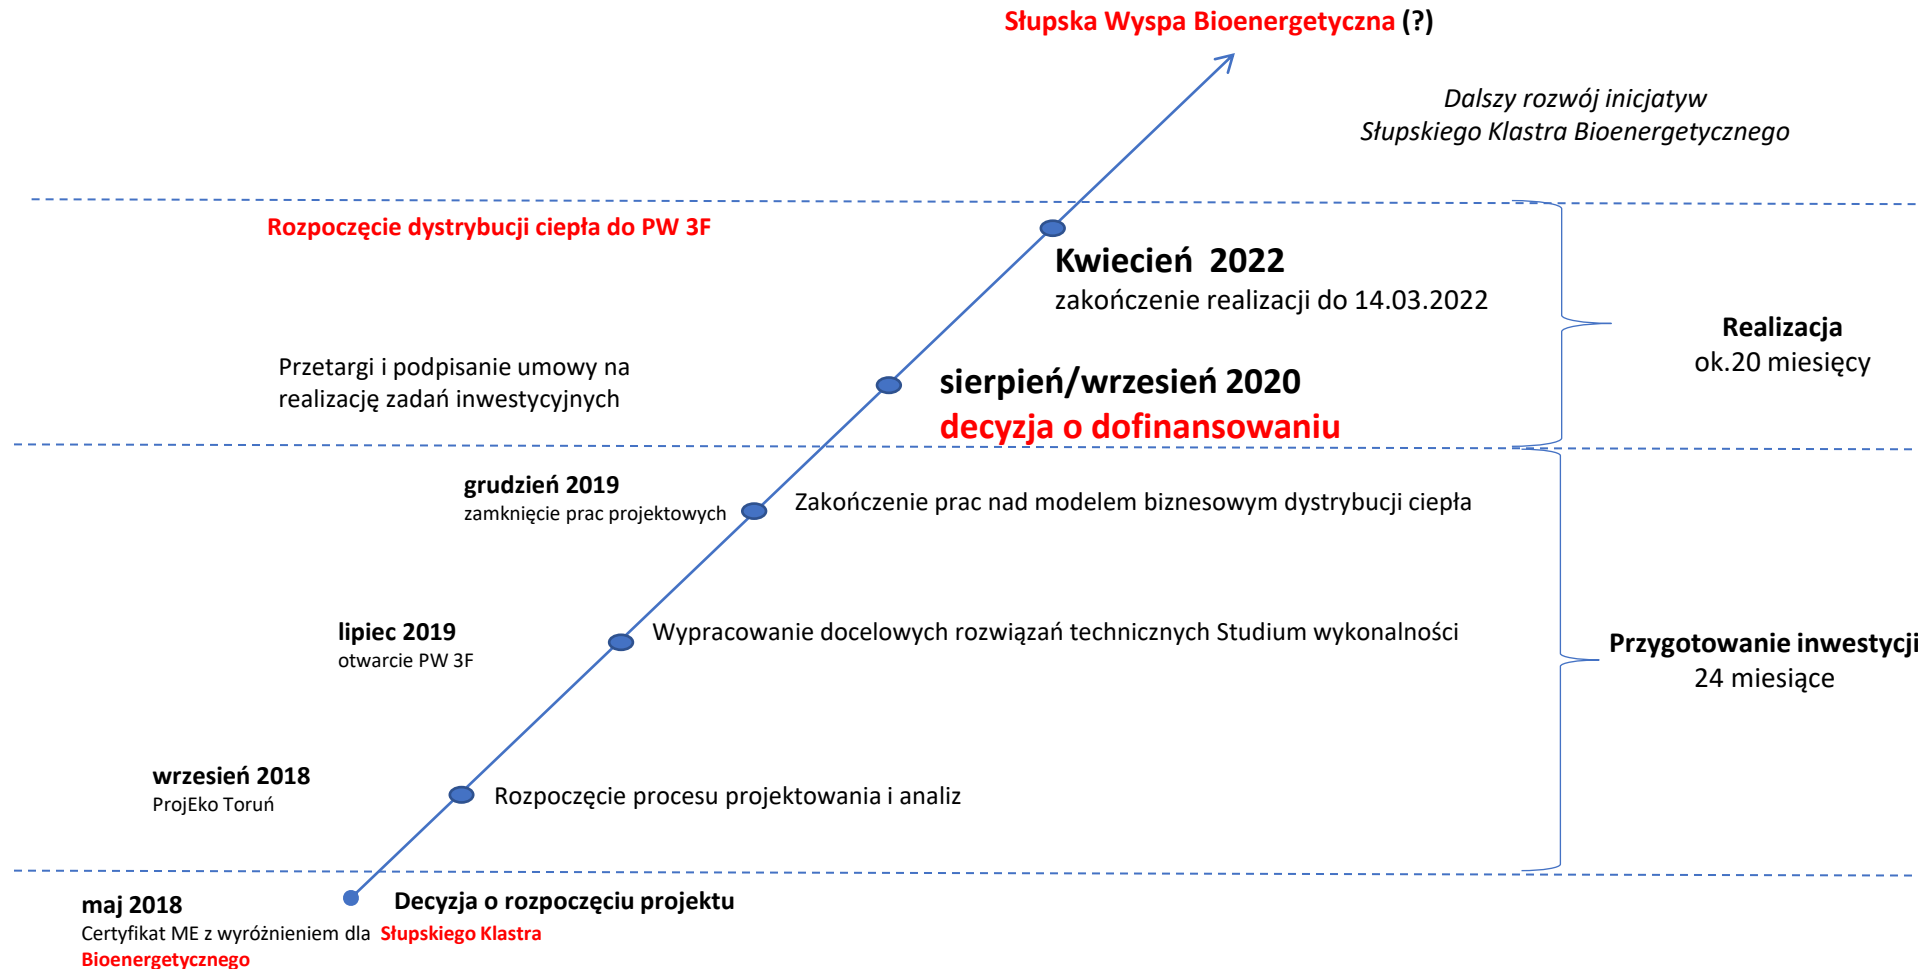 Słupska Wyspa Bioenergetyczna (?)
Dalszy rozwój inicjatyw
Słupskiego Klastra Bioenergetycznego
Rozpoczęcie dystrybucji ciepła do PW 3F
Kwiecień 2022
zakończenie realizacji do 14.03.2022
Realizacja
ok.20 miesięcy
Przetargi i podpisanie umowy na
realizację zadań inwestycyjnych
sierpień/wrzesień 2020
decyzja o dofinansowaniu
grudzień 2019
zamknięcie prac projektowych
Zakończenie prac nad modelem biznesowym dystrybucji ciepła
lipiec 2019
otwarcie PW 3F
Wypracowanie docelowych rozwiązań technicznych Studium wykonalności
Przygotowanie inwestycji
24 miesiące
wrzesień 2018
ProjEko Toruń
Rozpoczęcie procesu projektowania i analiz
maj 2018
Certyfikat ME z wyróżnieniem dla Słupskiego Klastra
Bioenergetycznego
Decyzja o rozpoczęciu projektu